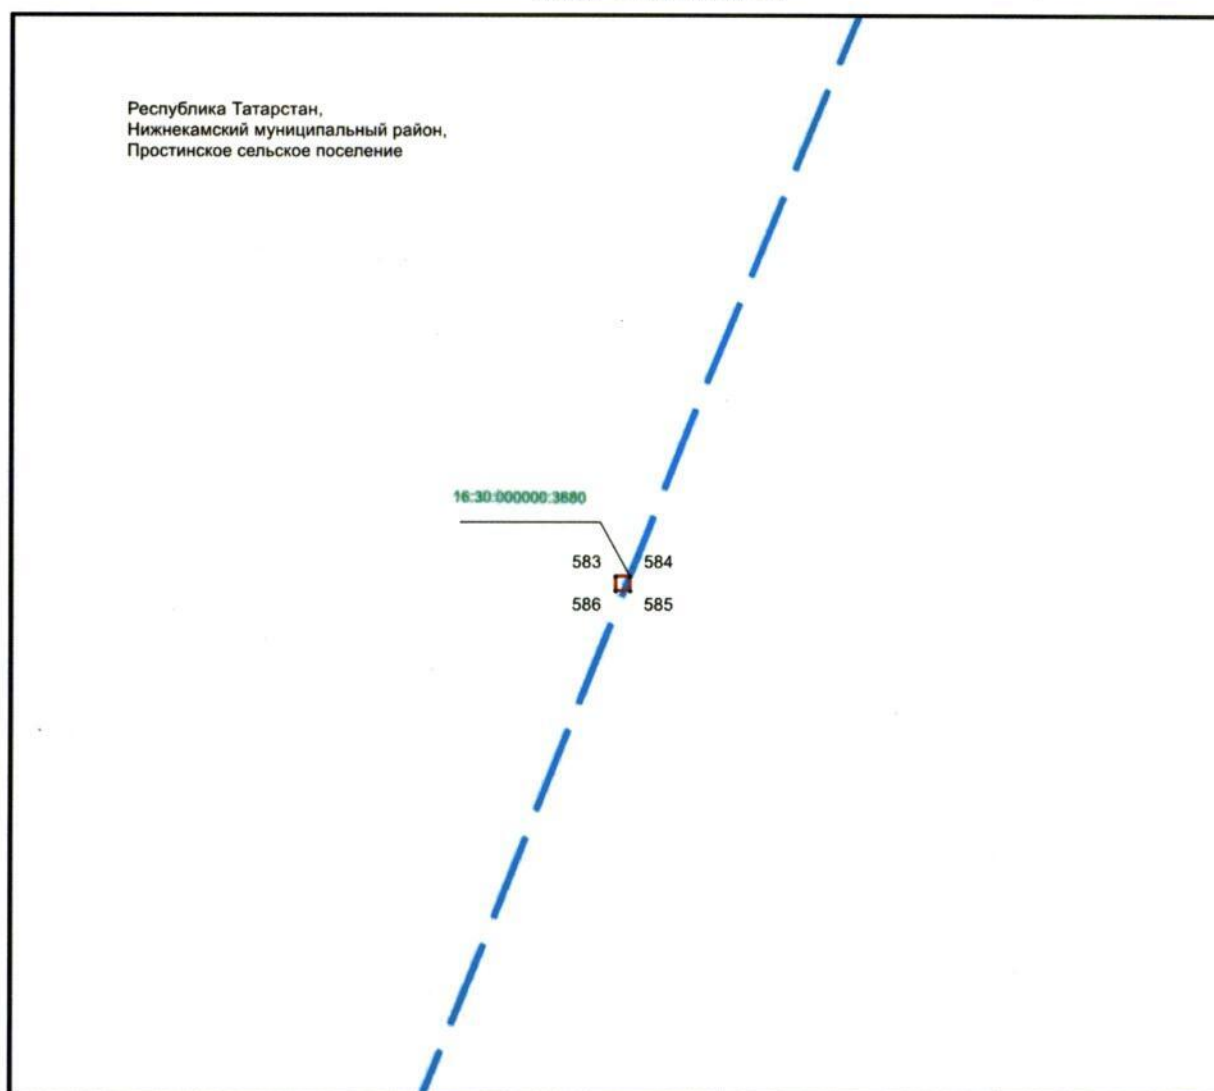 Республика Татарстан,
Нижнекамский муниципальный район,
Простинское сельское поселение
16:30:000000:3680
583 584
586 585